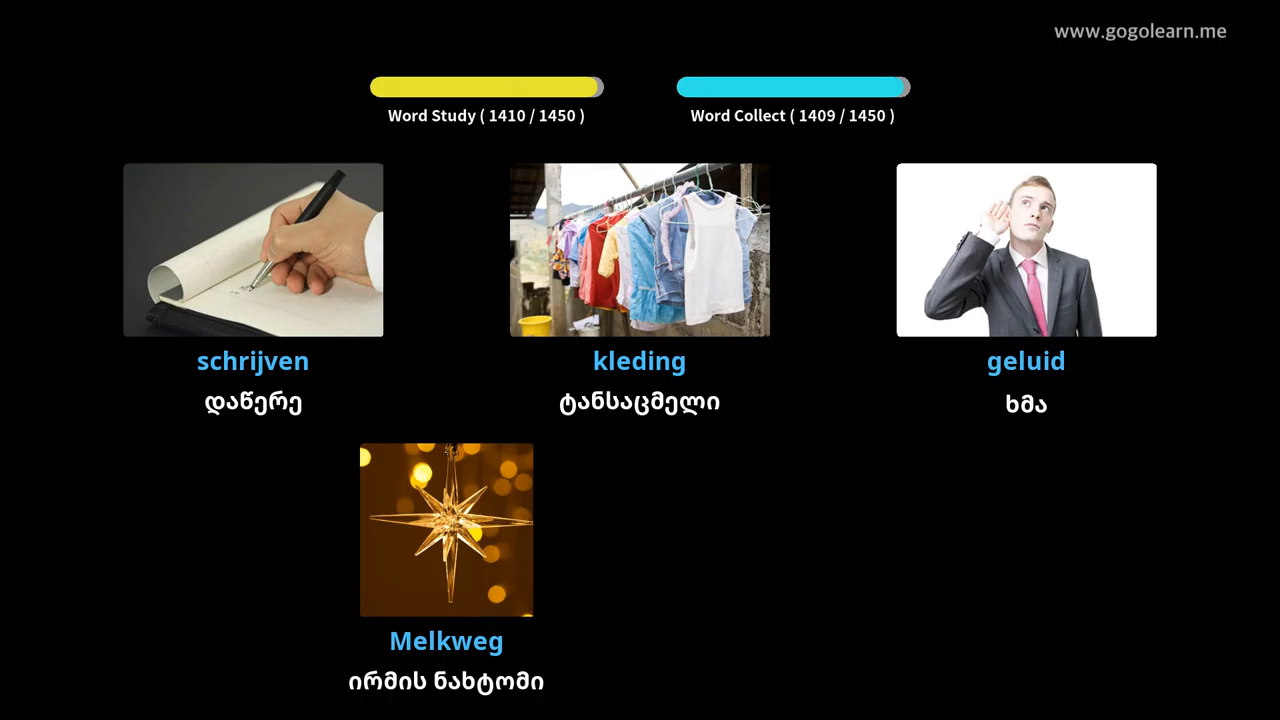 www.gogolearn.me
Word Study ( 1410 / 1450 )
Word Collect ( 1409 / 1450 )
schrijven
kleding
geluid
დაწერე
ტანსაცმელი
ხმა
Melkweg
ირმის ნახტომი